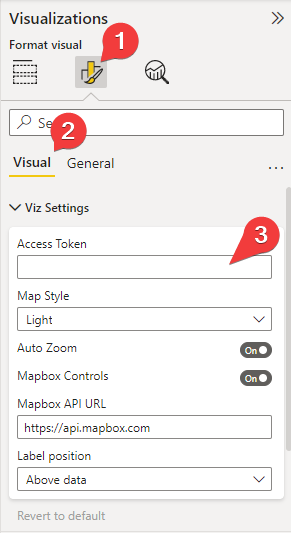 Visualizations
Format visual
1
2
Visual
General
...
Viz Settings
3
Access Token
Map Style
Light
Auto Zoom
On
Mapbox Controls
On
Mapbox API URL
https://api.mapbox.com
Label position
Above data
Revert to default